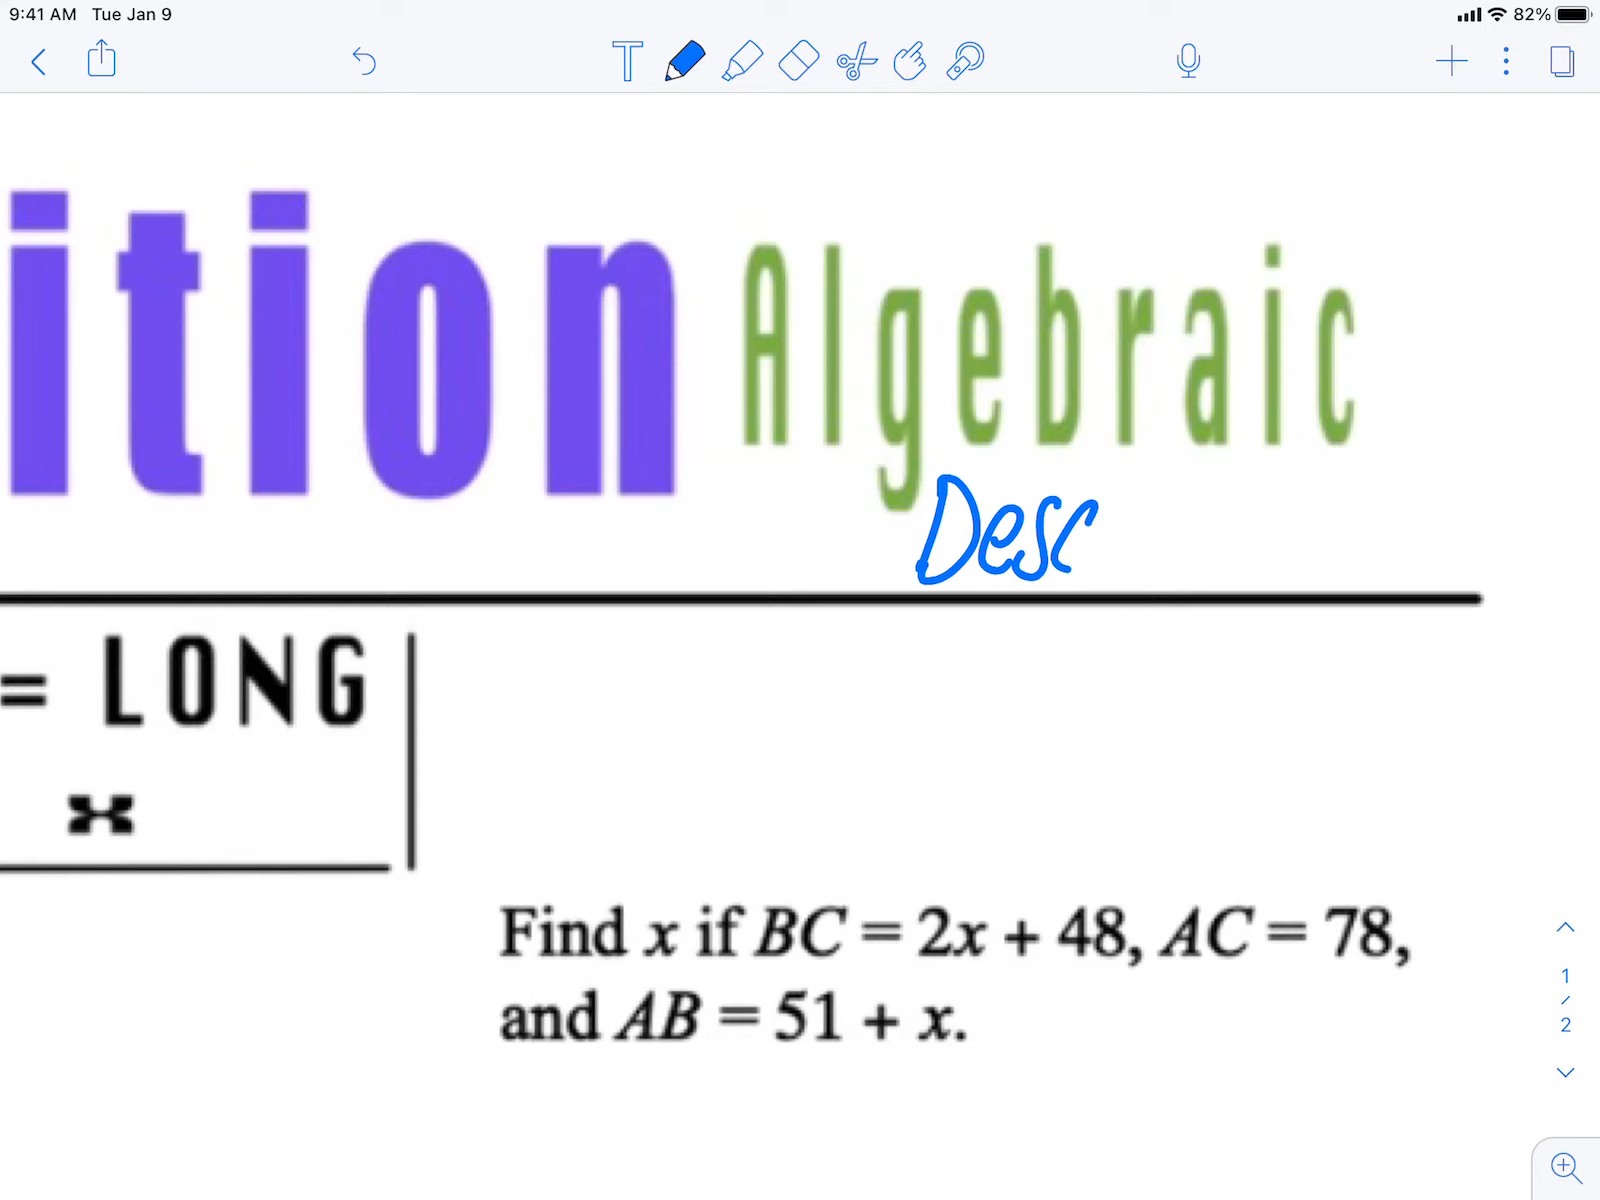 9:41 AM Tue Jan 9 82%
ition Algebraic
Desc
= LONG
Find x if BC = 2x + 48, AC = 78,
and AB = 51 + x.
1
/
2